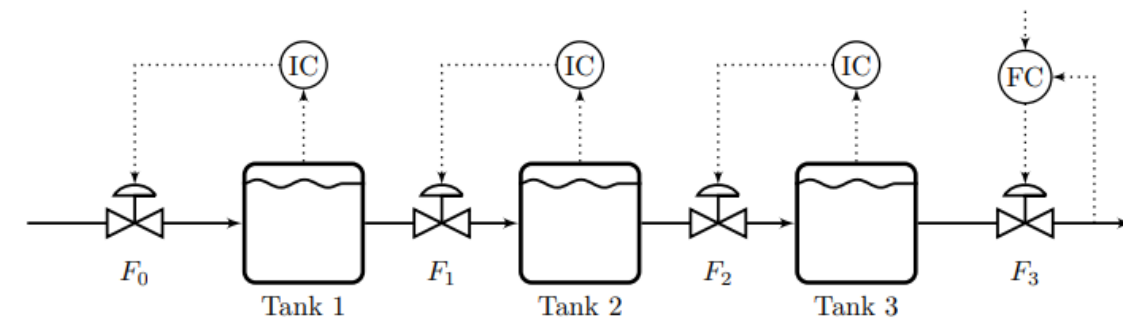 IC
IC
IC
FC
F₀
F₁
F₂
F₃
Tank 1
Tank 2
Tank 3